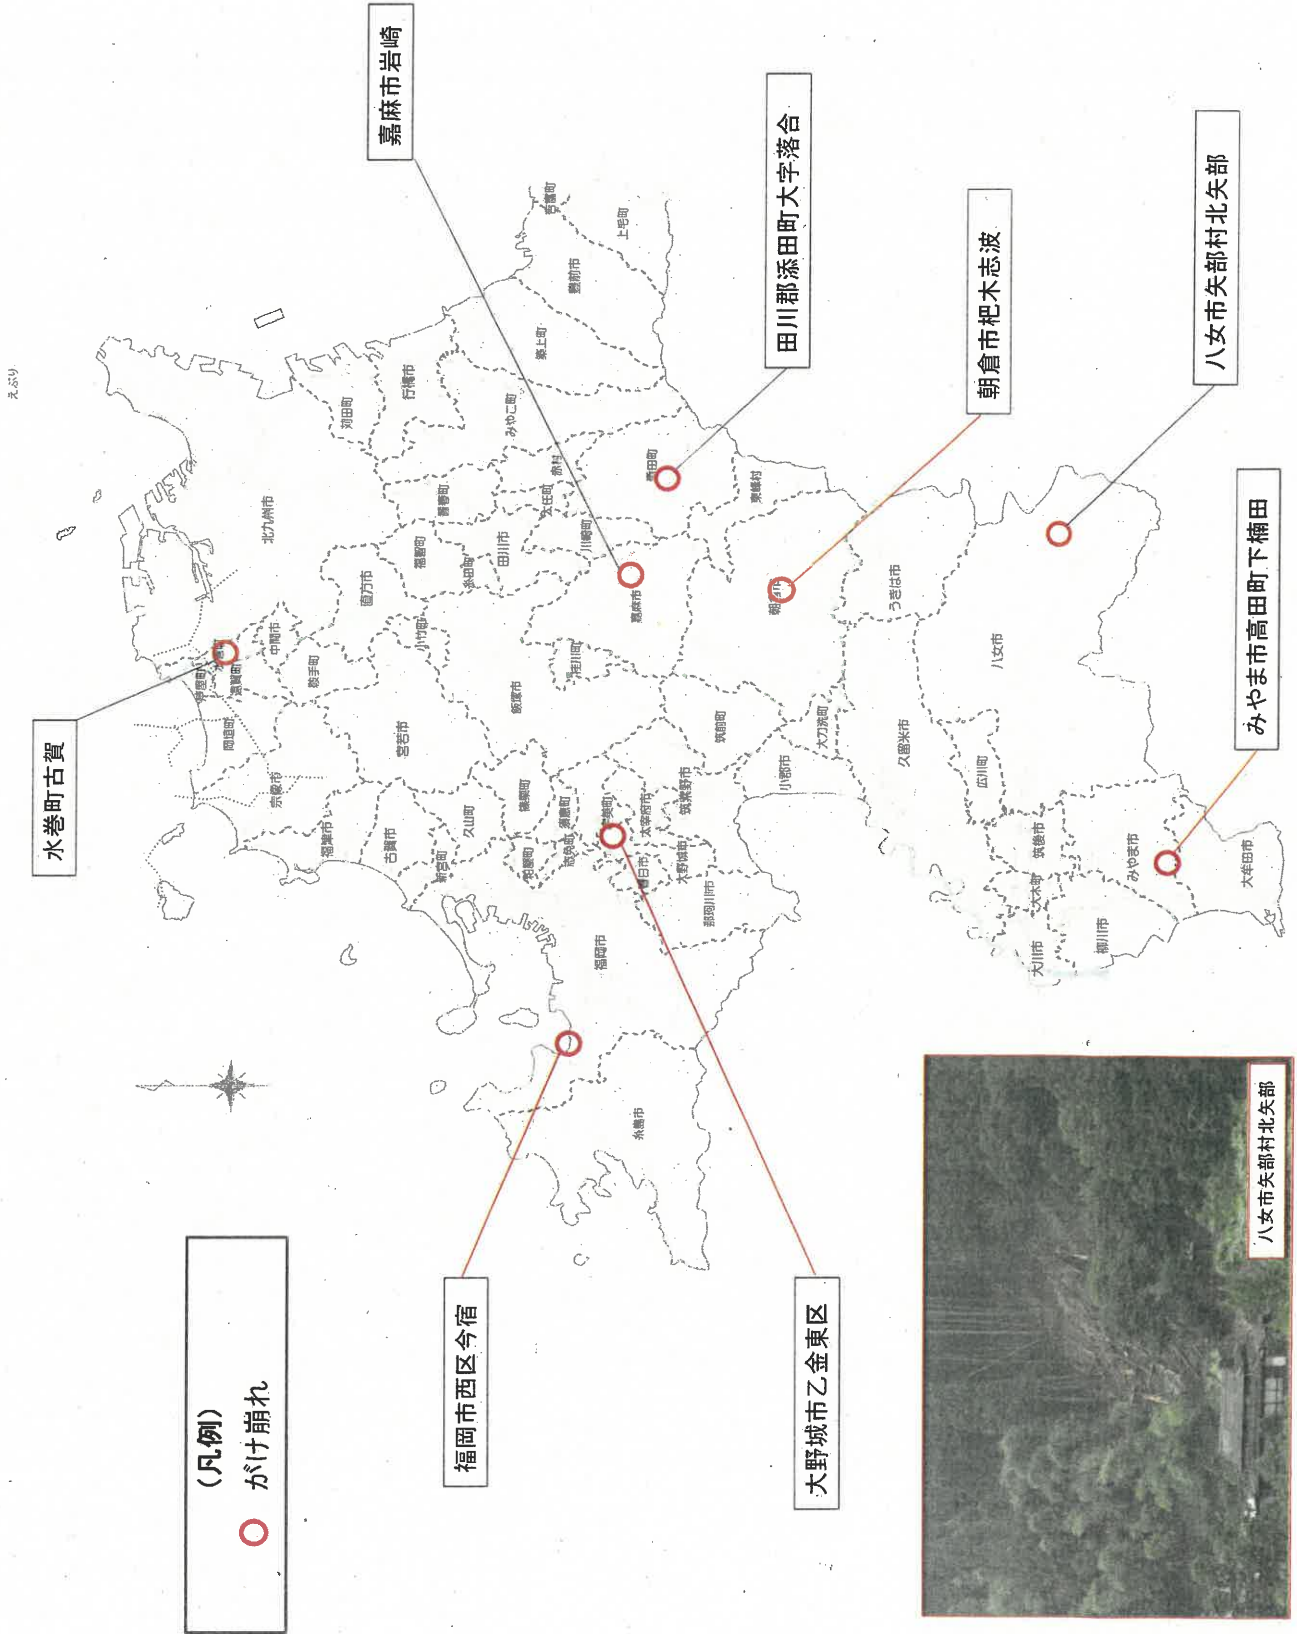 (凡例)
がけ崩れ
水巻町古賀
嘉麻市岩崎
福岡市西区今宿
田川郡添田町大字落合
大野城市乙金東区
朝倉市杷木志波
八女市矢部村北矢部
みやま市高田町下楠田
八女市矢部村北矢部
えぶり
北九州市
芦屋町
遠賀町
岡垣町
中間市
鞍手町
宗像市
福津市
古賀市
新宮町
宮若市
直方市
小竹町
福智町
香春町
苅田町
行橋市
みやこ町
築上町
豊前市
吉富町
上毛町
糸田町
田川市
大任町
赤村
川崎町
添田町
東峰村
飯塚市
桂川町
嘉麻市
久山町
篠栗町
粕屋町
須恵町
志免町
太宰府市
春日市
大野城市
筑紫野市
那珂川市
福岡市
糸島市
筑前町
小郡市
大刀洗町
久留米市
うきは市
八女市
広川町
筑後市
大木町
大川市
柳川市
みやま市
大牟田市